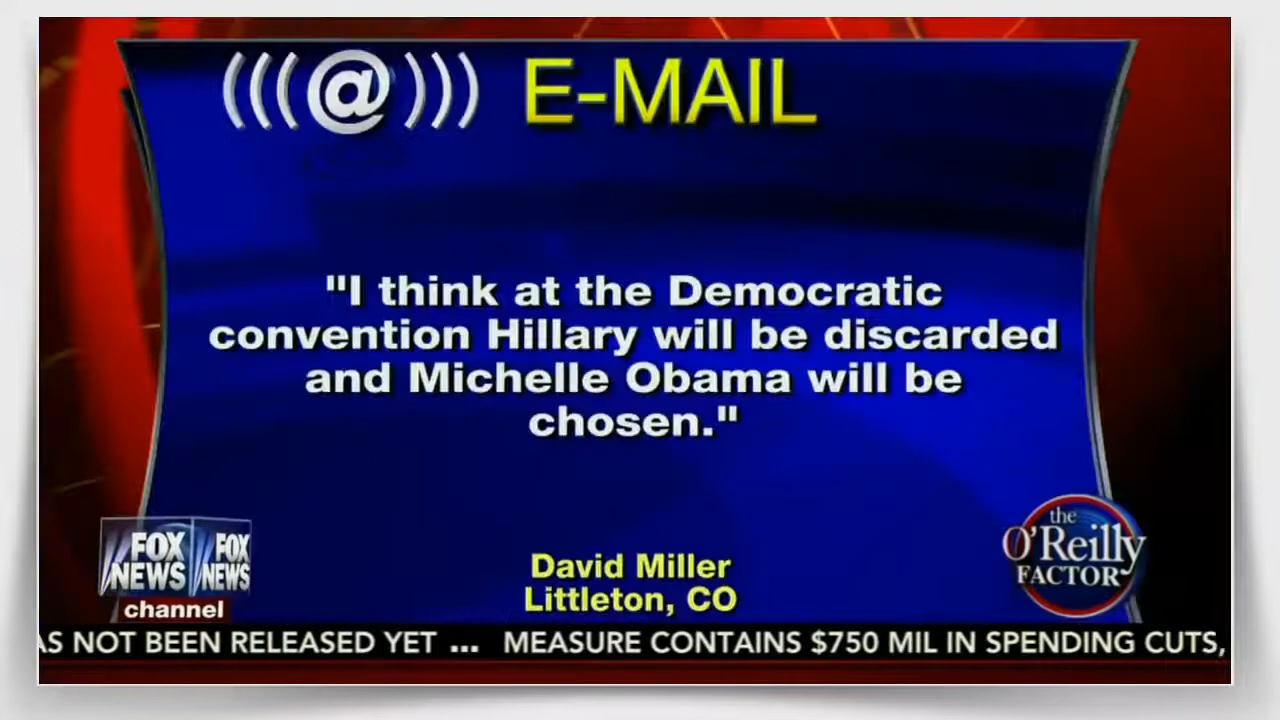 (((@))) E-MAIL
"I think at the Democratic
convention Hillary will be discarded
and Michelle Obama will be
chosen."
David Miller
Littleton, CO
FOX NEWS FOX NEWS
channel
the
O'Reilly
FACTOR
AS NOT BEEN RELEASED YET ... MEASURE CONTAINS $750 MIL IN SPENDING CUTS,